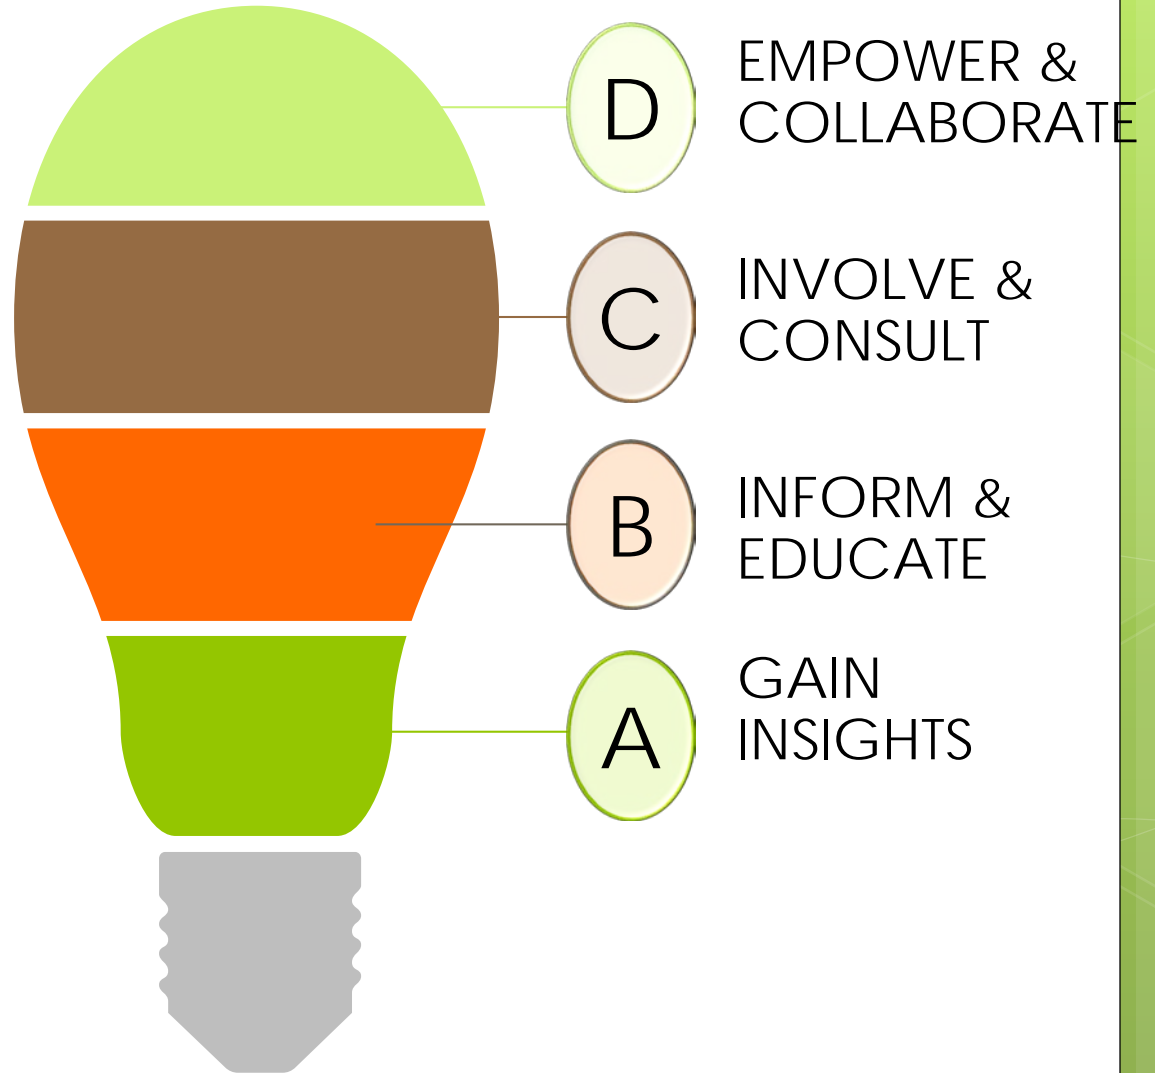 D
EMPOWER &
COLLABORATE
C
INVOLVE &
CONSULT
B
INFORM &
EDUCATE
A
GAIN
INSIGHTS